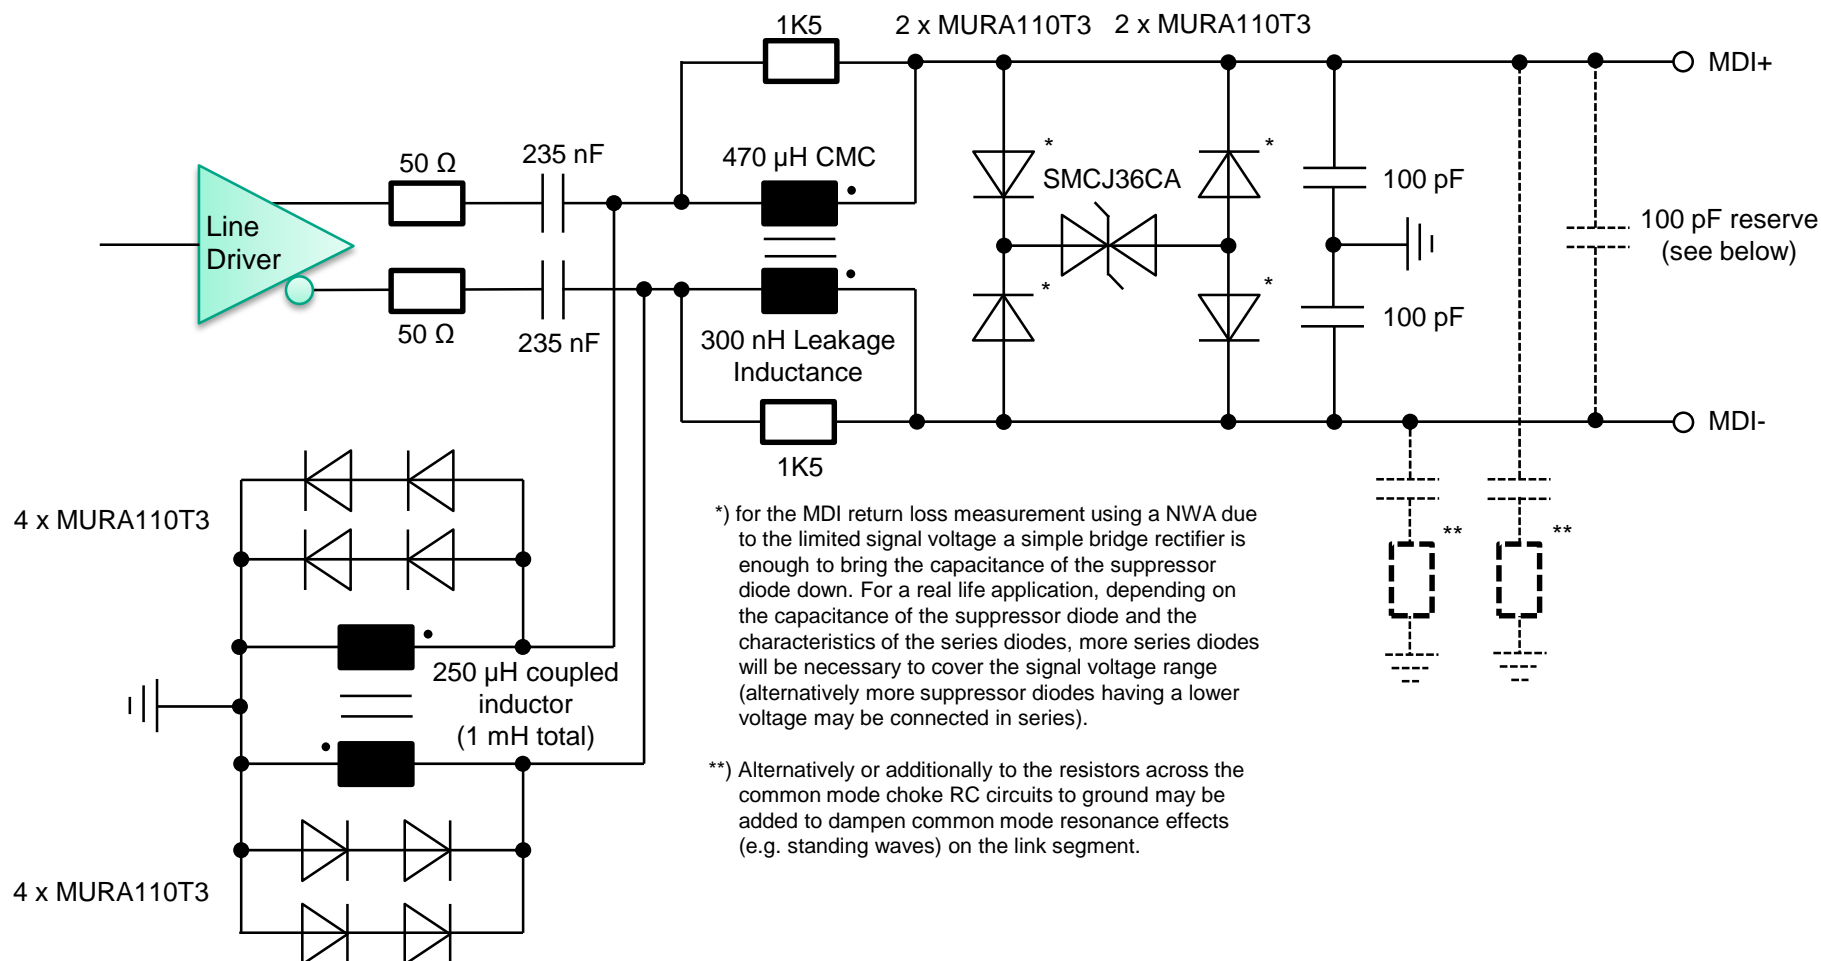 1K5
2 x MURA110T3
2 x MURA110T3
MDI+
50 Ω
235 nF
470 µH CMC
*
*
SMCJ36CA
100 pF
Line
Driver
100 pF reserve
(see below)
*
*
100 pF
50 Ω
235 nF
300 nH Leakage
Inductance
MDI-
1K5
4 x MURA110T3
*) for the MDI return loss measurement using a NWA due
to the limited signal voltage a simple bridge rectifier is
enough to bring the capacitance of the suppressor
diode down. For a real life application, depending on
the capacitance of the suppressor diode and the
characteristics of the series diodes, more series diodes
will be necessary to cover the signal voltage range
(alternatively more suppressor diodes having a lower
voltage may be connected in series).
**
**
250 µH coupled
inductor
(1 mH total)
**) Alternatively or additionally to the resistors across the
common mode choke RC circuits to ground may be
added to dampen common mode resonance effects
(e.g. standing waves) on the link segment.
4 x MURA110T3